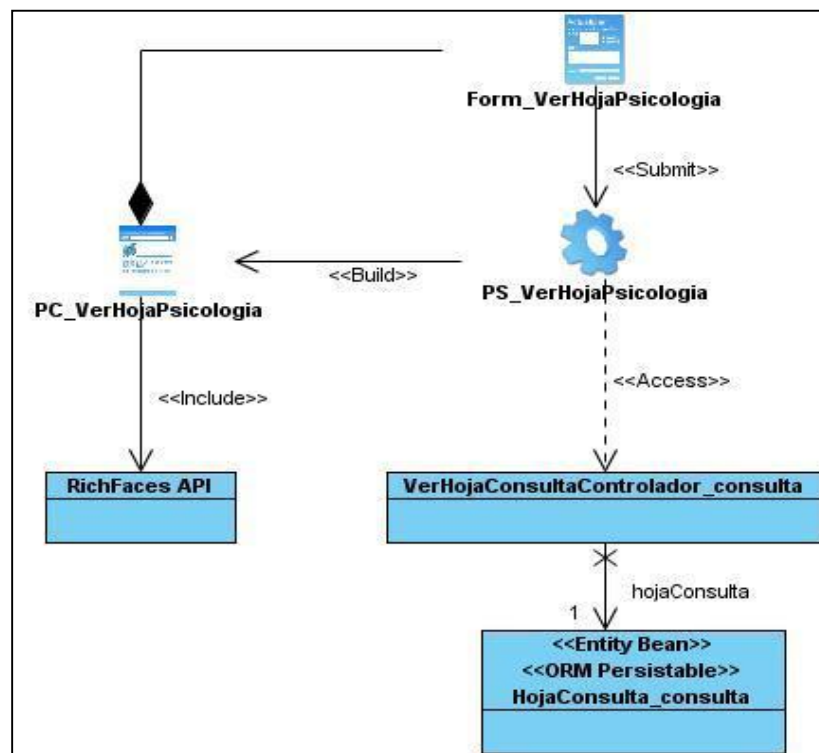 Form_VerHojaPsicologia
<<Submit>>
<<Build>>
PC_VerHojaPsicologia
PS_VerHojaPsicologia
<<Include>>
<<Access>>
RichFaces API
VerHojaConsultaControlador_consulta
hojaConsulta
1
<<Entity Bean>>
<<ORM Persistable>>
HojaConsulta_consulta